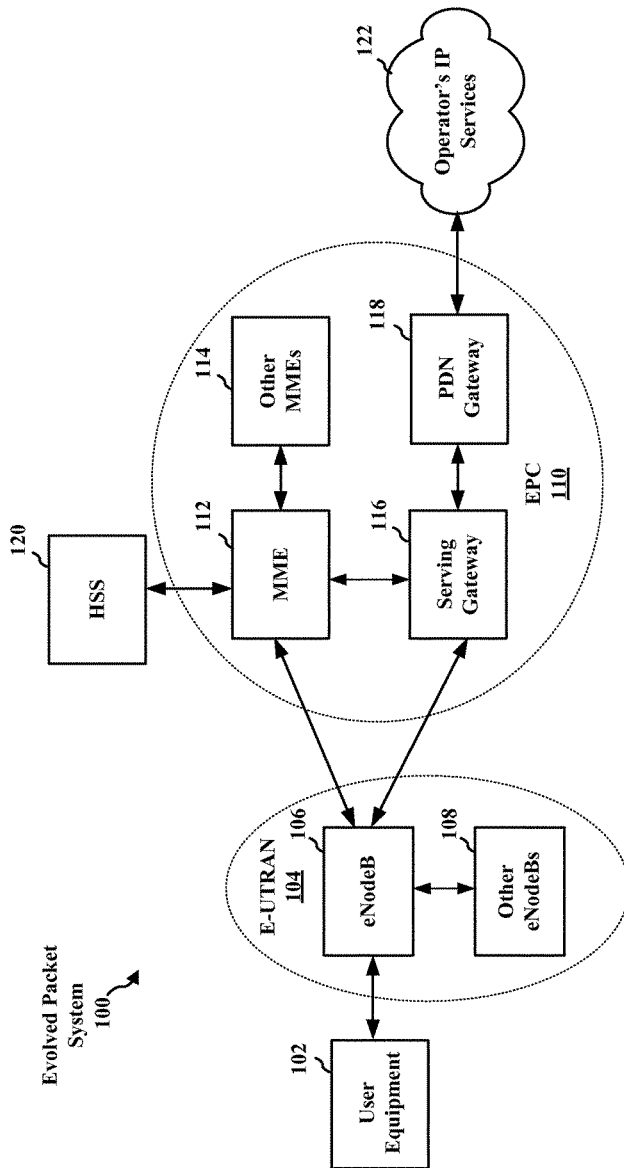 Evolved Packet
System
100
102
User
Equipment
E-UTRAN
104
106
eNodeB
108
Other
eNodeBs
120
HSS
112
MME
114
Other
MMEs
116
Serving
Gateway
118
PDN
Gateway
EPC
110
122
Operator's IP
Services